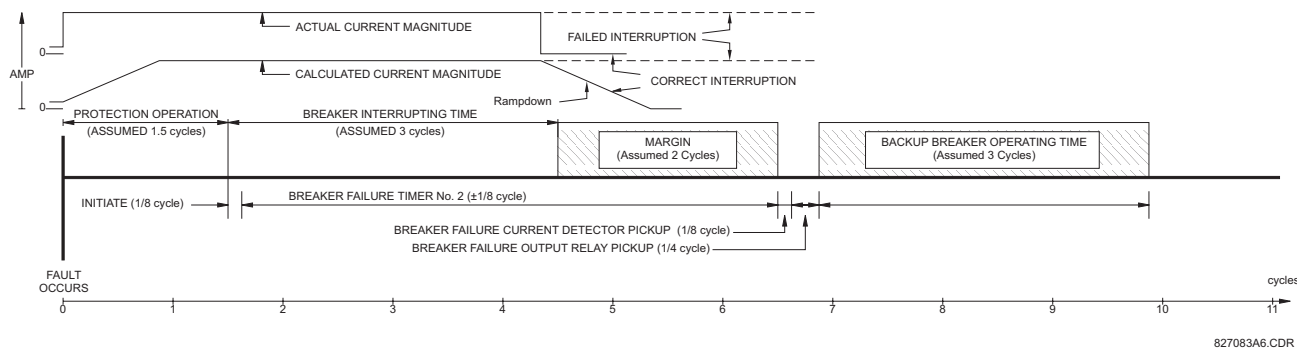 ACTUAL CURRENT MAGNITUDE
FAILED INTERRUPTION
0
AMP
CALCULATED CURRENT MAGNITUDE
CORRECT INTERRUPTION
Rampdown
0
PROTECTION OPERATION
(ASSUMED 1.5 cycles)
BREAKER INTERRUPTING TIME
(ASSUMED 3 cycles)
MARGIN
(Assumed 2 Cycles)
BACKUP BREAKER OPERATING TIME
(Assumed 3 Cycles)
INITIATE (1/8 cycle)
BREAKER FAILURE TIMER No. 2 (±1/8 cycle)
BREAKER FAILURE CURRENT DETECTOR PICKUP (1/8 cycle)
BREAKER FAILURE OUTPUT RELAY PICKUP (1/4 cycle)
FAULT
OCCURS
cycles
0 1 2 3 4 5 6 7 8 9 10 11
827083A6.CDR